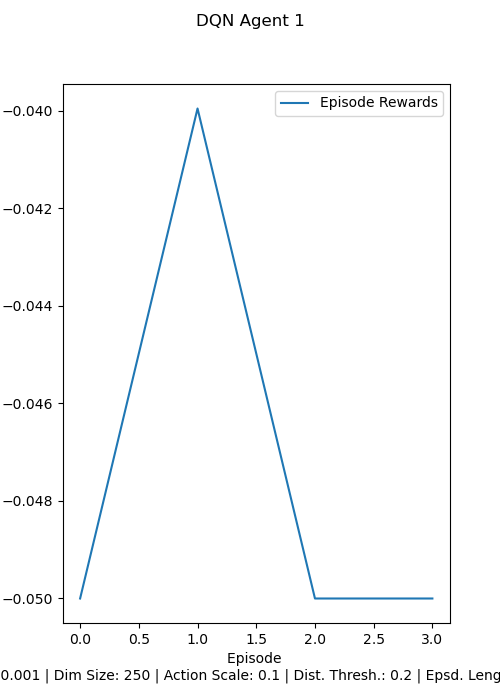 DQN Agent 1
Episode Rewards
−0.040
−0.042
−0.044
−0.046
−0.048
−0.050
0.0 0.5 1.0 1.5 2.0 2.5 3.0
Episode
0.001 | Dim Size: 250 | Action Scale: 0.1 | Dist. Thresh.: 0.2 | Epsd. Leng